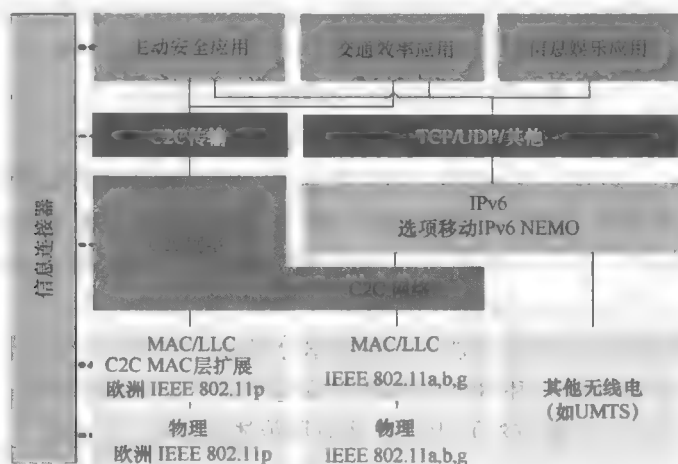 主动安全应用
交通效率应用
信息娱乐应用
C2C传输
TCP/UDP/其他
信息连接器
IPv6
选项移动IPv6 NEMO
C2C 网络
MAC/LLC
C2C MAC层扩展
欧洲 IEEE 802.11p
MAC/LLC
IEEE 802.11a,b,g
其他无线电
(如UMTS)
物理
欧洲 IEEE 802.11p
物理
IEEE 802.11a,b,g